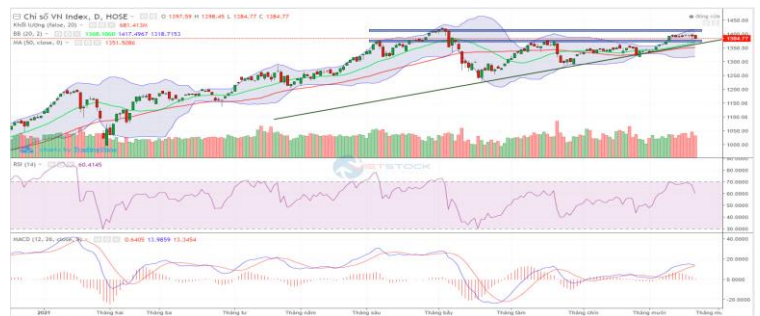 Chỉ số VN Index, D, HOSE
O 1397.59 H 1398.45 L 1384.77 C 1384.77
Khối lượng (false, 20)
BB (20, 2)
1417.4967 1318.7153
MA (50, close, 0) 1351.5086
1450.00
1400.00
1384.77
1350.00
1300.00
1250.00
1200.00
1150.00
1100.00
1050.00
1000.00
RSI (14) 60.4145
80.0000
70.0000
60.0000
50.0000
40.0000
30.0000
MACD (12, 26, close, 9) 0.6405 13.9859 13.3454
40.0000
20.0000
0.0000
-20.0000
2021 Tháng hai Tháng ba Tháng tư Tháng năm Tháng sáu Tháng bảy Tháng tám Tháng chín Tháng mười